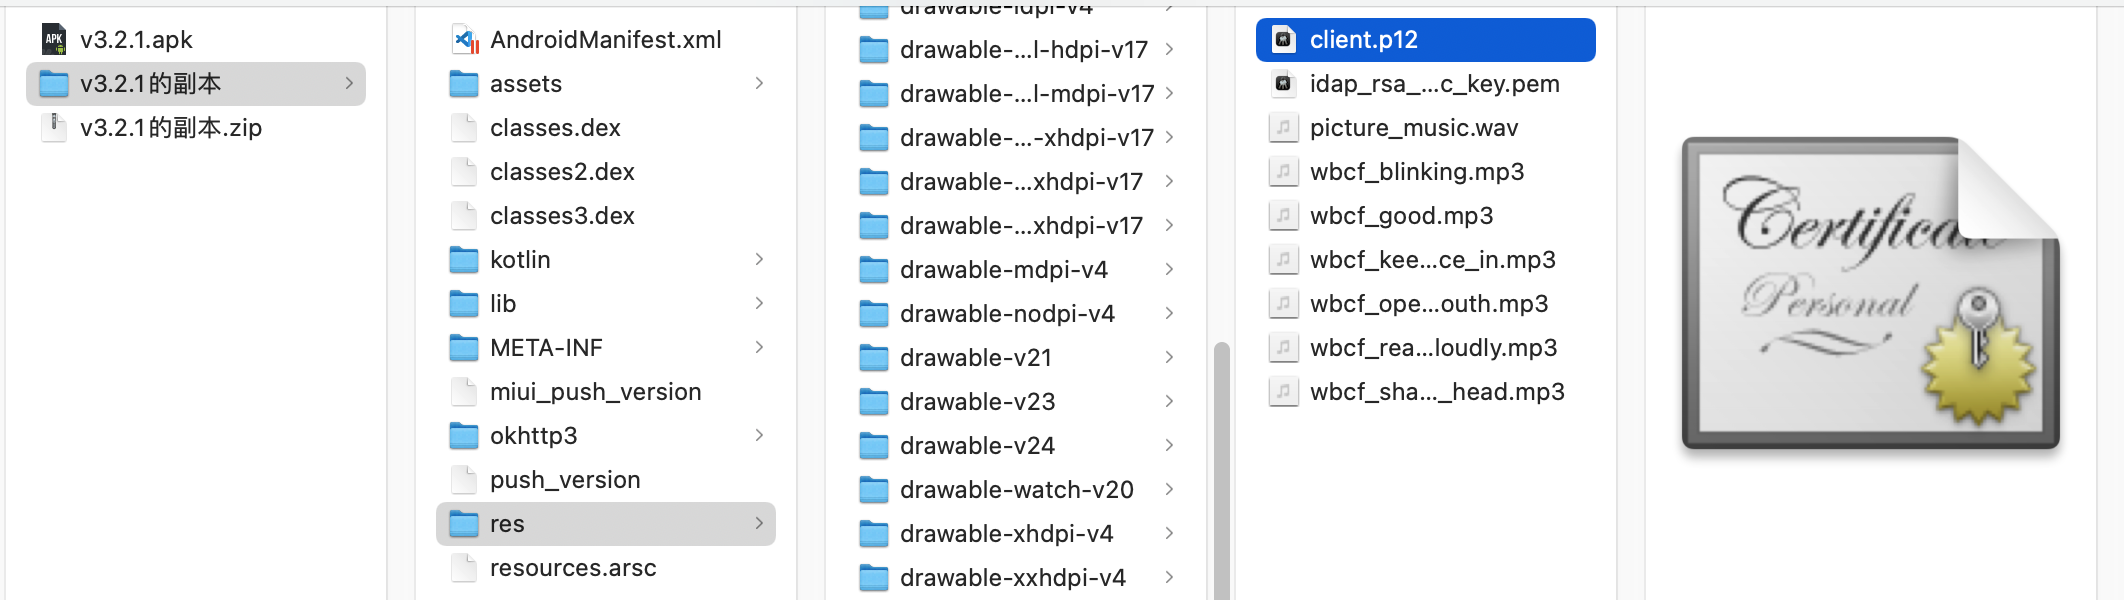 v3.2.1.apk
v3.2.1的副本
v3.2.1的副本.zip
AndroidManifest.xml
assets
classes.dex
classes2.dex
classes3.dex
kotlin
lib
META-INF
miui_push_version
okhttp3
push_version
res
resources.arsc
drawable-ldpi-v4
drawable-...l-hdpi-v17
drawable-...l-mdpi-v17
drawable-...-xhdpi-v17
drawable-...xhdpi-v17
drawable-...xhdpi-v17
drawable-mdpi-v4
drawable-nodpi-v4
drawable-v21
drawable-v23
drawable-v24
drawable-watch-v20
drawable-xhdpi-v4
drawable-xxhdpi-v4
client.p12
idap_rsa_...c_key.pem
picture_music.wav
wbcf_blinking.mp3
wbcf_good.mp3
wbcf_kee...ce_in.mp3
wbcf_ope...outh.mp3
wbcf_rea...loudly.mp3
wbcf_sha..._head.mp3
APK
Certificate
Personal